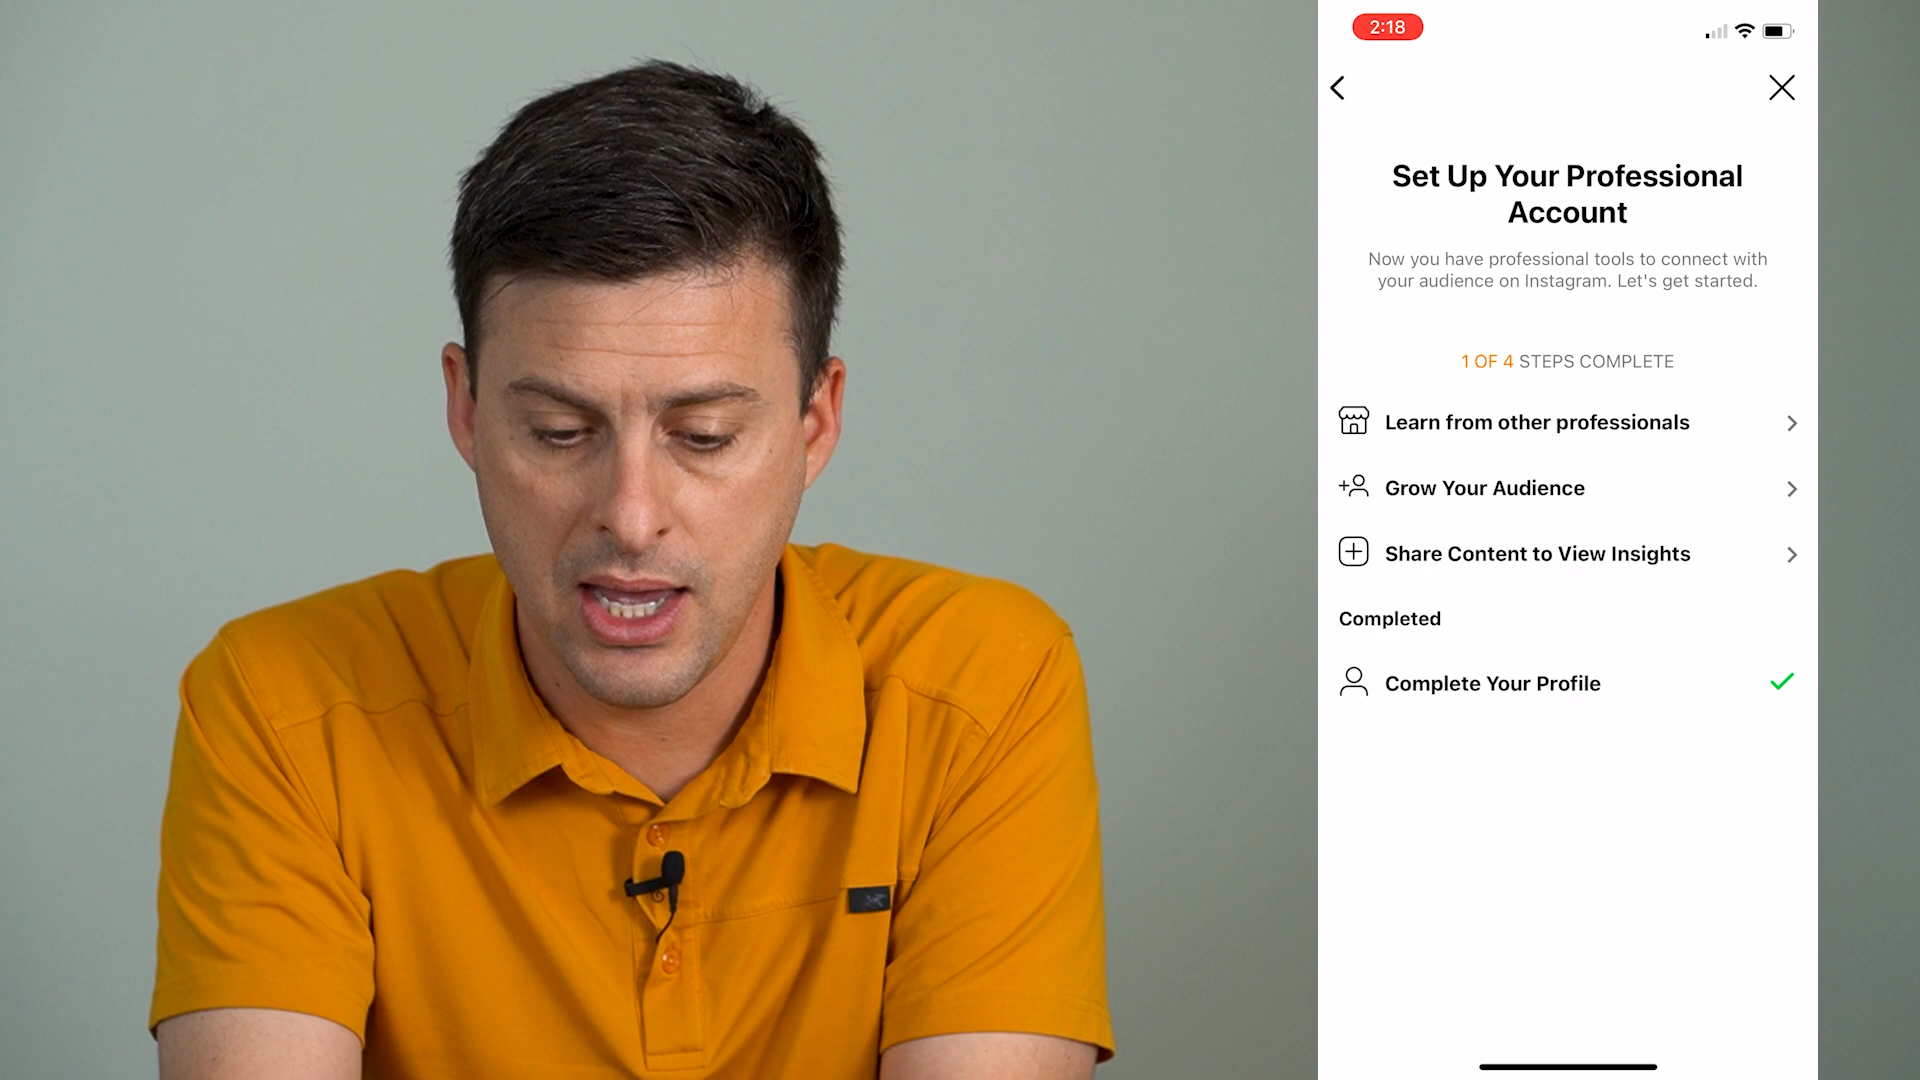 2:18
Set Up Your Professional
Account
Now you have professional tools to connect with
your audience on Instagram. Let's get started.
1 OF 4 STEPS COMPLETE
Learn from other professionals
Grow Your Audience
Share Content to View Insights
Completed
Complete Your Profile